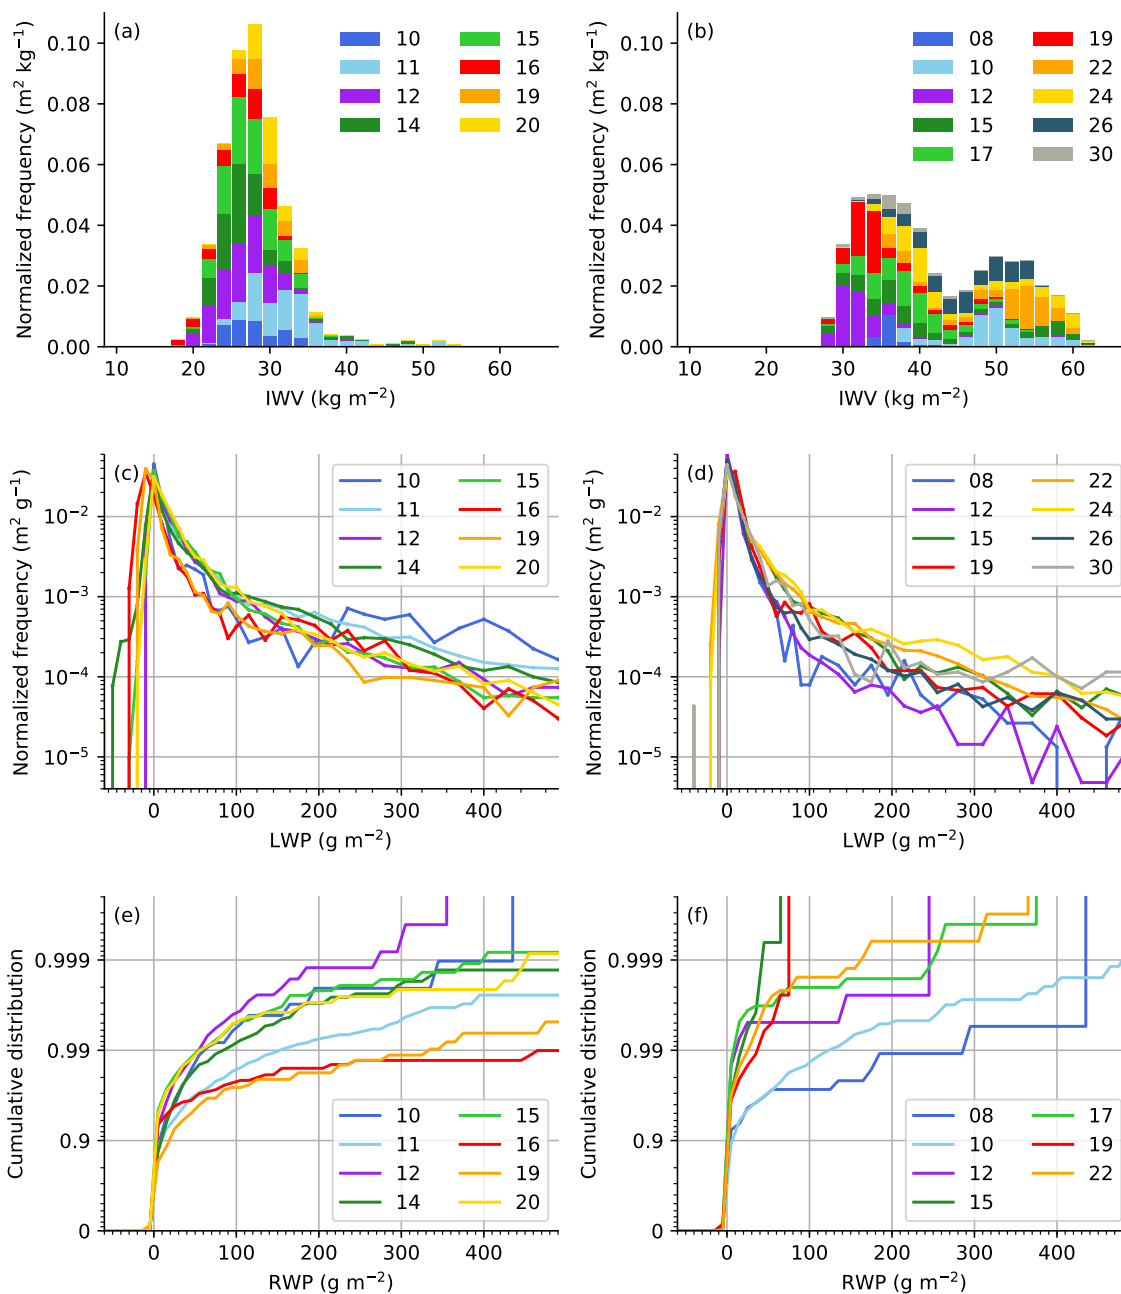 (a)
10 15
11 16
12 19
14 20
0.10
0.08
0.06
0.04
0.02
0.00
Normalized frequency (m² kg⁻¹)
10 20 30 40 50 60
IWV (kg m⁻²)
(b)
08 19
10 22
12 24
15 26
17 30
0.10
0.08
0.06
0.04
0.02
0.00
Normalized frequency (m² kg⁻¹)
10 20 30 40 50 60
IWV (kg m⁻²)
(c)
10 15
11 16
12 19
14 20
10⁻²
10⁻³
10⁻⁴
10⁻⁵
Normalized frequency (m² g⁻¹)
0 100 200 300 400
LWP (g m⁻²)
(d)
08 22
12 24
15 26
19 30
10⁻²
10⁻³
10⁻⁴
10⁻⁵
Normalized frequency (m² g⁻¹)
0 100 200 300 400
LWP (g m⁻²)
(e)
0.999
0.99
0.9
0
Cumulative distribution
10 15
11 16
12 19
14 20
0 100 200 300 400
RWP (g m⁻²)
(f)
0.999
0.99
0.9
0
Cumulative distribution
08 17
10 19
12 22
15
0 100 200 300 400
RWP (g m⁻²)